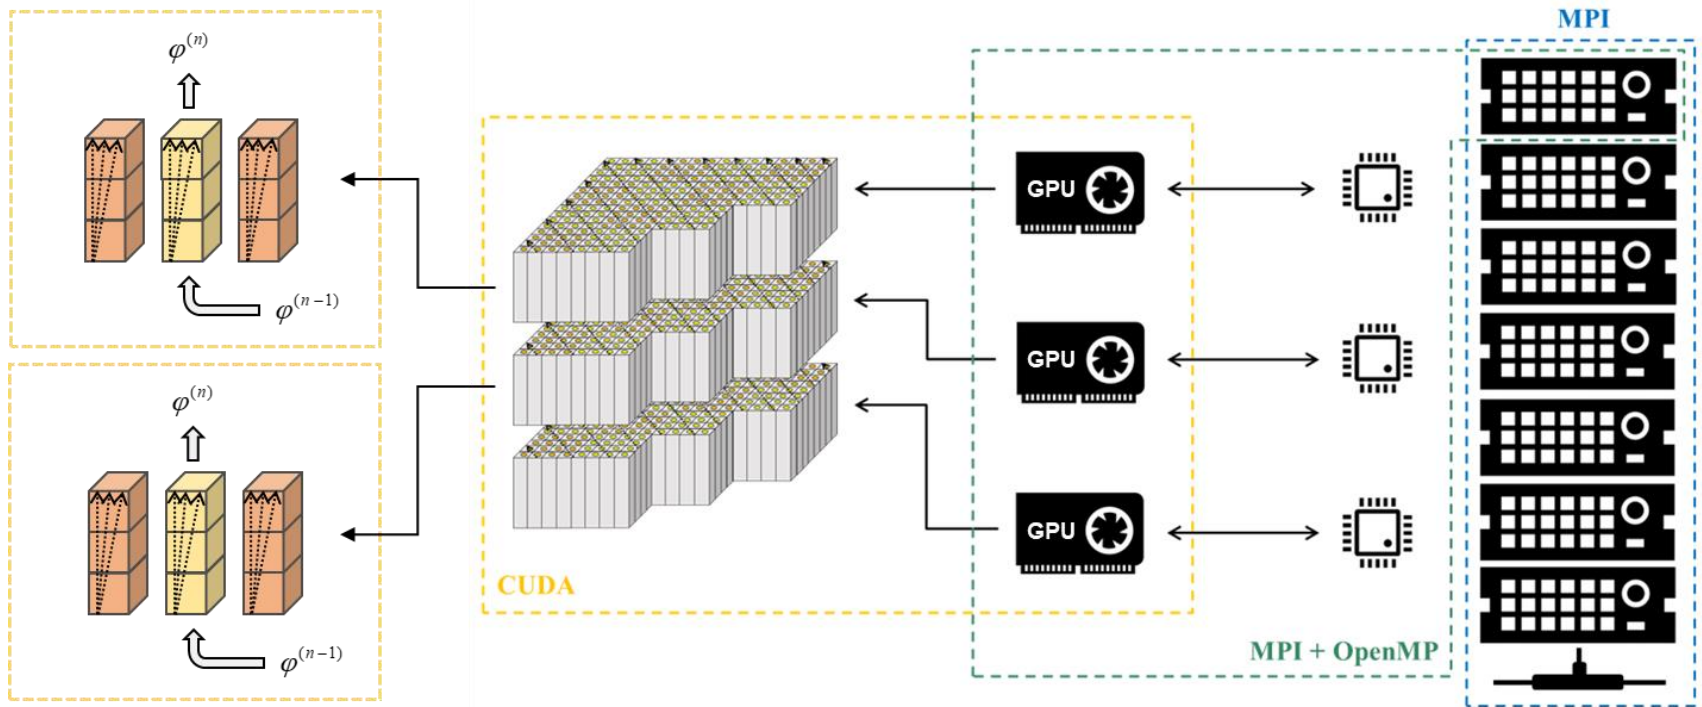 φ^(n)
φ^(n−1)
φ^(n)
φ^(n−1)
CUDA
GPU
GPU
GPU
MPI + OpenMP
MPI